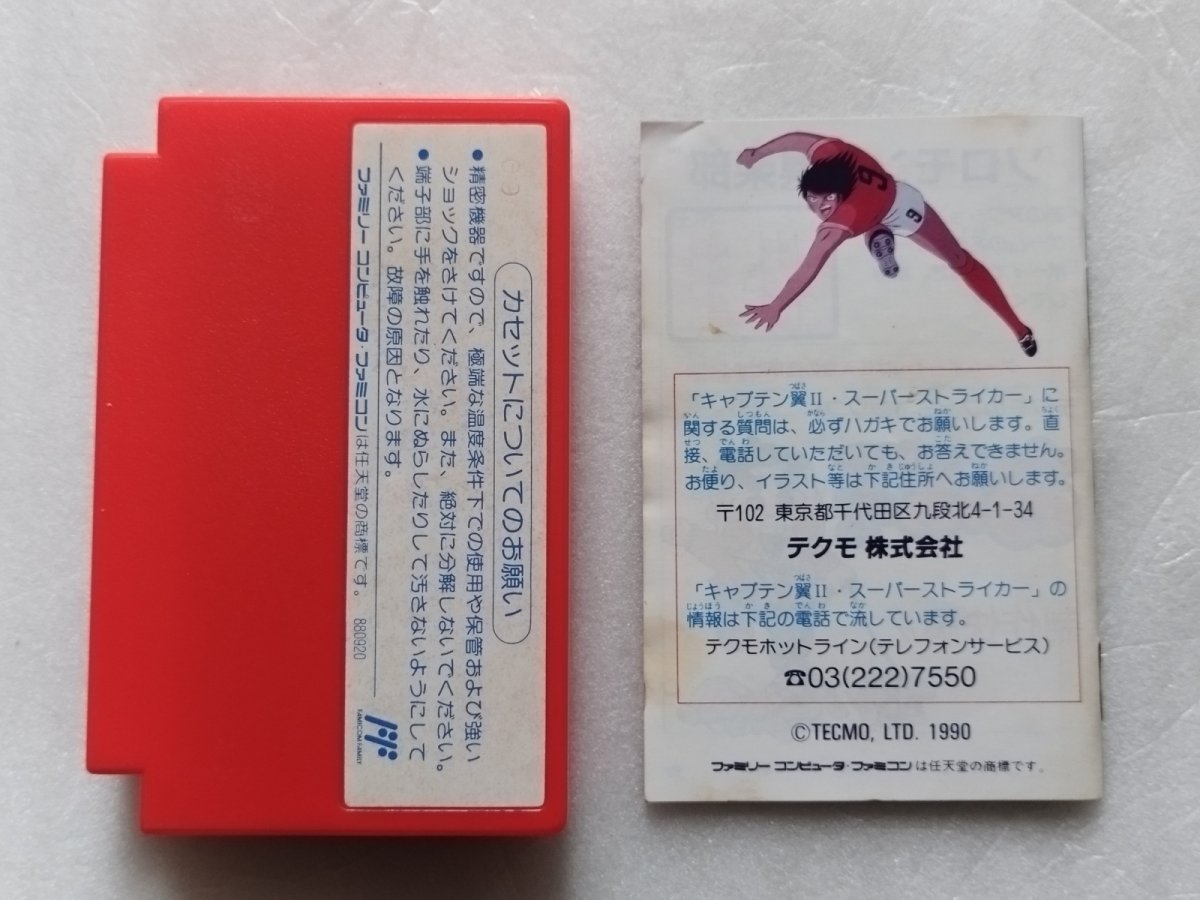 カセットについてのお願い
●精密機器ですので、極端な温度条件下での使用や保管および強い
ショックをさけてください。また、絶対に分解しないでください。
●端子部に手を触れたり、水にぬらしたりして汚さないようにして
ください。故障の原因となります。
ファミリーコンピュータ・ファミコンは任天堂の商標です。 880920
FAMICOM FAMILY
9
9
「キャプテン翼II・スーパーストライカー」に
関する質問は、必ずハガキでお願いします。直
接、電話していただいても、お答えできません。
お便り、イラスト等は下記住所へお願いします。
〒102 東京都千代田区九段北4-1-34
テクモ 株式会社
「キャプテン翼II・スーパーストライカー」の
情報は下記の電話で流しています。
テクモホットライン(テレフォンサービス)
☎03(222)7550
©TECMO, LTD. 1990
ファミリーコンピュータ・ファミコンは任天堂の商標です。